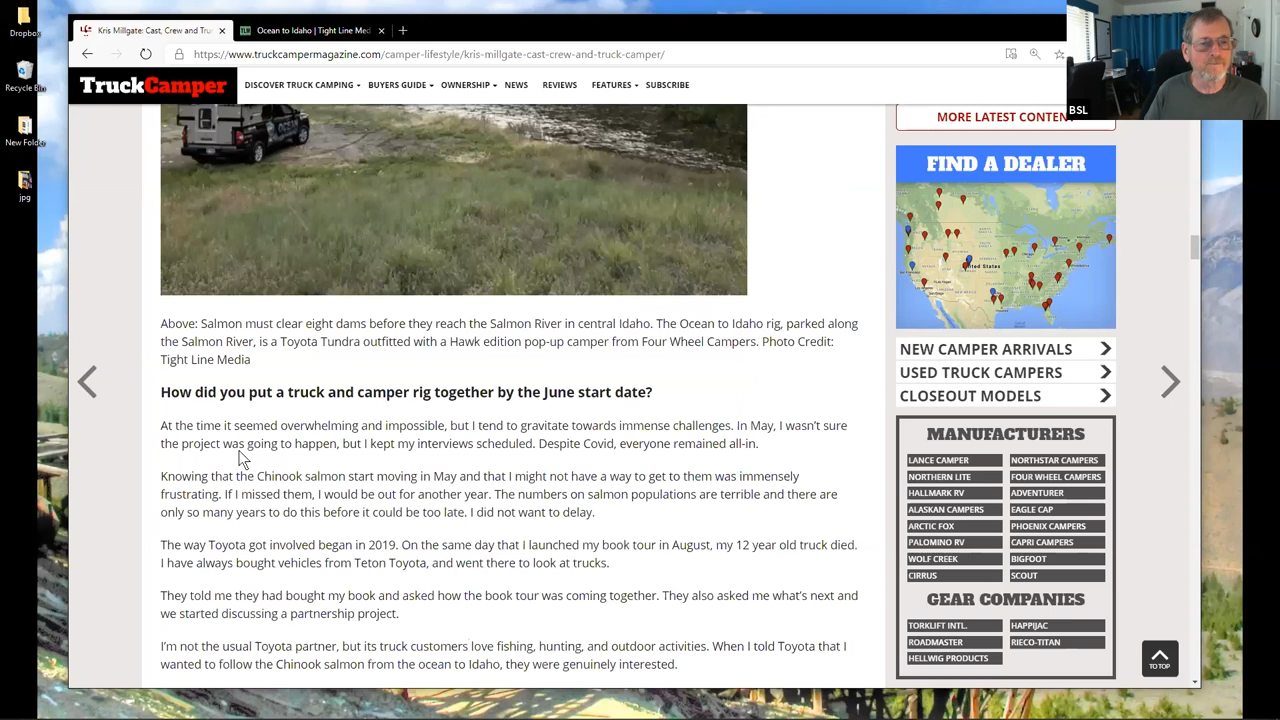 Dropbox
Recycle Bin
New Folder
jpg
Kris Millgate: Cast, Crew and Tru
Ocean to Idaho | Tight Line Med
https://www.truckcampermagazine.com/camper-lifestyle/kris-millgate-cast-crew-and-truck-camper/
BSL
TruckCamper
DISCOVER TRUCK CAMPING
BUYERS GUIDE
OWNERSHIP
NEWS
REVIEWS
FEATURES
SUBSCRIBE
Above: Salmon must clear eight dams before they reach the Salmon River in central Idaho. The Ocean to Idaho rig, parked along
the Salmon River, is a Toyota Tundra outfitted with a Hawk edition pop-up camper from Four Wheel Campers. Photo Credit:
Tight Line Media
How did you put a truck and camper rig together by the June start date?
At the time it seemed overwhelming and impossible, but I tend to gravitate towards immense challenges. In May, I wasn't sure
the project was going to happen, but I kept my interviews scheduled. Despite Covid, everyone remained all-in.
Knowing that the Chinook salmon start moving in May and that I might not have a way to get to them was immensely
frustrating. If I missed them, I would be out for another year. The numbers on salmon populations are terrible and there are
only so many years to do this before it could be too late. I did not want to delay.
The way Toyota got involved began in 2019. On the same day that I launched my book tour in August, my 12 year old truck died.
I have always bought vehicles from Teton Toyota, and went there to look at trucks.
They told me they had bought my book and asked how the book tour was coming together. They also asked me what's next and
we started discussing a partnership project.
I'm not the usual Toyota partner, but its truck customers love fishing, hunting, and outdoor activities. When I told Toyota that I
wanted to follow the Chinook salmon from the ocean to Idaho, they were genuinely interested.
MORE LATEST CONTENT
FIND A DEALER
United States
NEW CAMPER ARRIVALS
USED TRUCK CAMPERS
CLOSEOUT MODELS
MANUFACTURERS
LANCE CAMPER NORTHSTAR CAMPERS
NORTHERN LITE FOUR WHEEL CAMPERS
HALLMARK RV ADVENTURER
ALASKAN CAMPERS EAGLE CAP
ARCTIC FOX PHOENIX CAMPERS
PALOMINO RV CAPRI CAMPERS
WOLF CREEK BIGFOOT
CIRRUS SCOUT
GEAR COMPANIES
TORKLIFT INTL. HAPPIJAC
ROADMASTER RIECO-TITAN
HELLWIG PRODUCTS
TO TOP